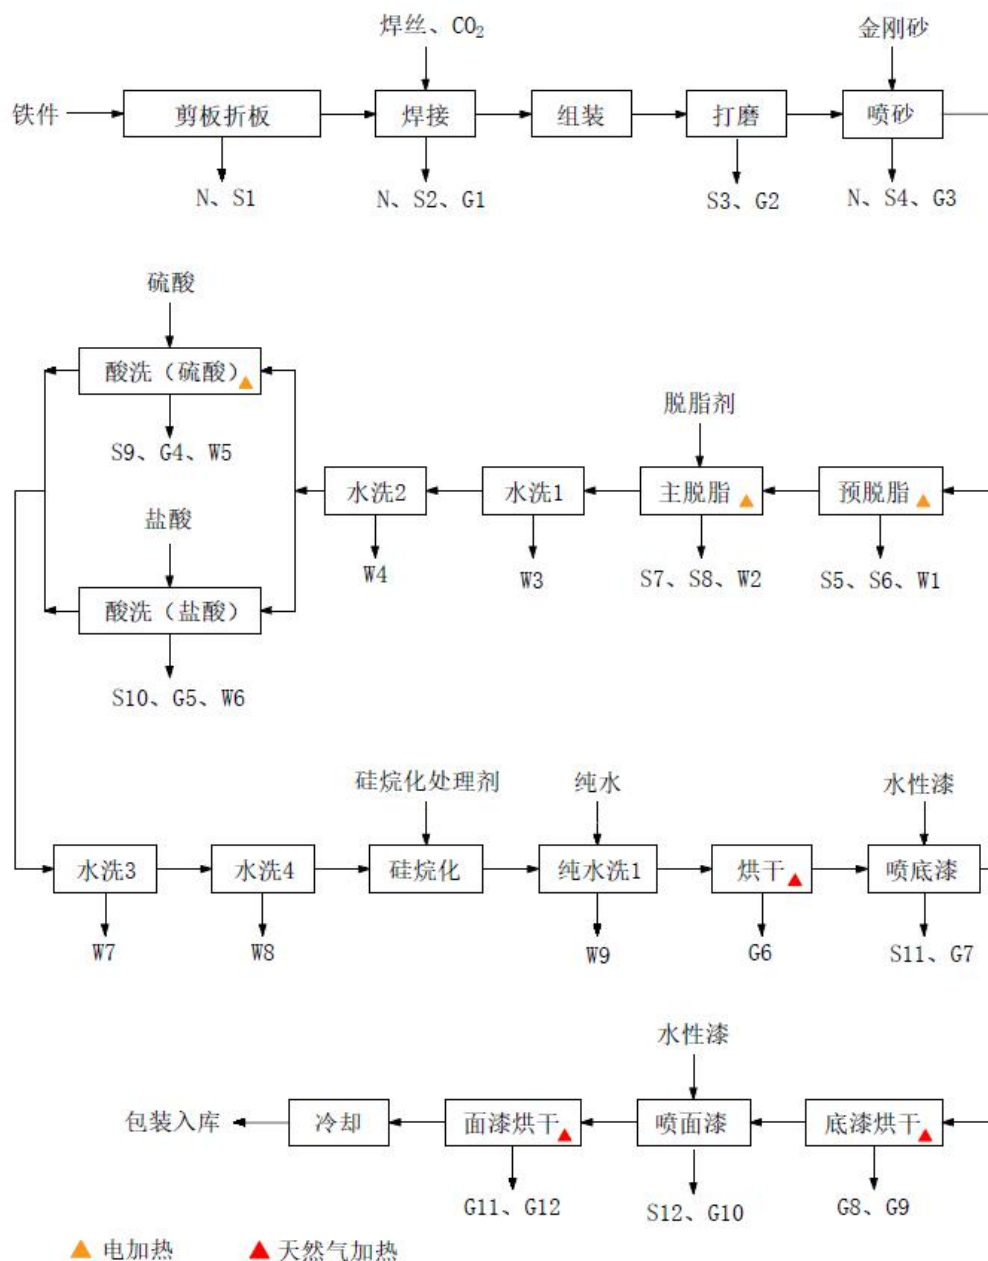 焊丝、CO₂
金刚砂
铁件
剪板折板
焊接
组装
打磨
喷砂
N、S1
N、S2、G1
S3、G2
N、S4、G3
硫酸
酸洗（硫酸）
脱脂剂
S9、G4、W5
水洗2
水洗1
主脱脂
预脱脂
盐酸
W4
W3
S7、S8、W2
S5、S6、W1
酸洗（盐酸）
S10、G5、W6
硅烷化处理剂
纯水
水性漆
水洗3
水洗4
硅烷化
纯水洗1
烘干
喷底漆
W7
W8
W9
G6
S11、G7
水性漆
包装入库
冷却
面漆烘干
喷面漆
底漆烘干
G11、G12
S12、G10
G8、G9
电加热
天然气加热